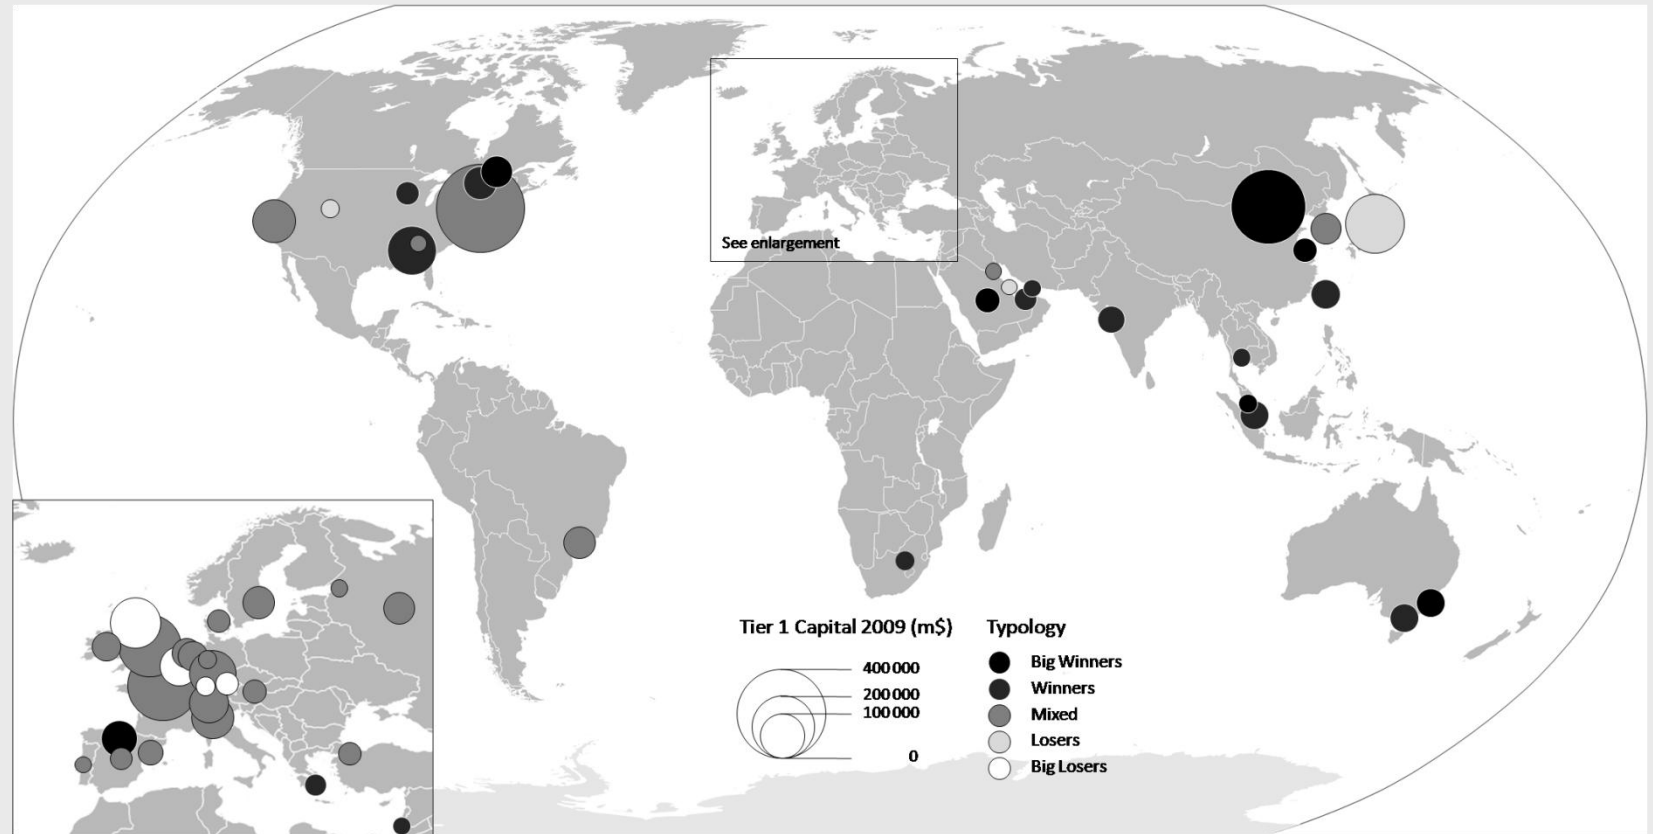 See enlargement
Tier 1 Capital 2009 (m$)
400 000
200 000
100 000
0
Typology
Big Winners
Winners
Mixed
Losers
Big Losers